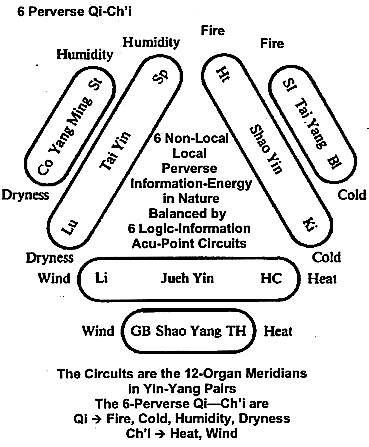 6 Perverse Qi-Ch'i
Humidity
Humidity
Fire
Fire
Co Yang Ming St
Sp
Tai Yin
Lu
Ht
Shao Yin
Ki
SI Tai Yang Bl
6 Non-Local
Local
Perverse
Information-Energy
in Nature
Balanced by
6 Logic-Information
Acu-Point Circuits
Dryness
Cold
Dryness
Cold
Wind
Li Jueh Yin HC
Heat
Wind
GB Shao Yang TH
Heat
The Circuits are the 12-Organ Meridians
in Yin-Yang Pairs
The 6-Perverse Qi—Ch'i are
Qi → Fire, Cold, Humidity, Dryness
Ch'i → Heat, Wind